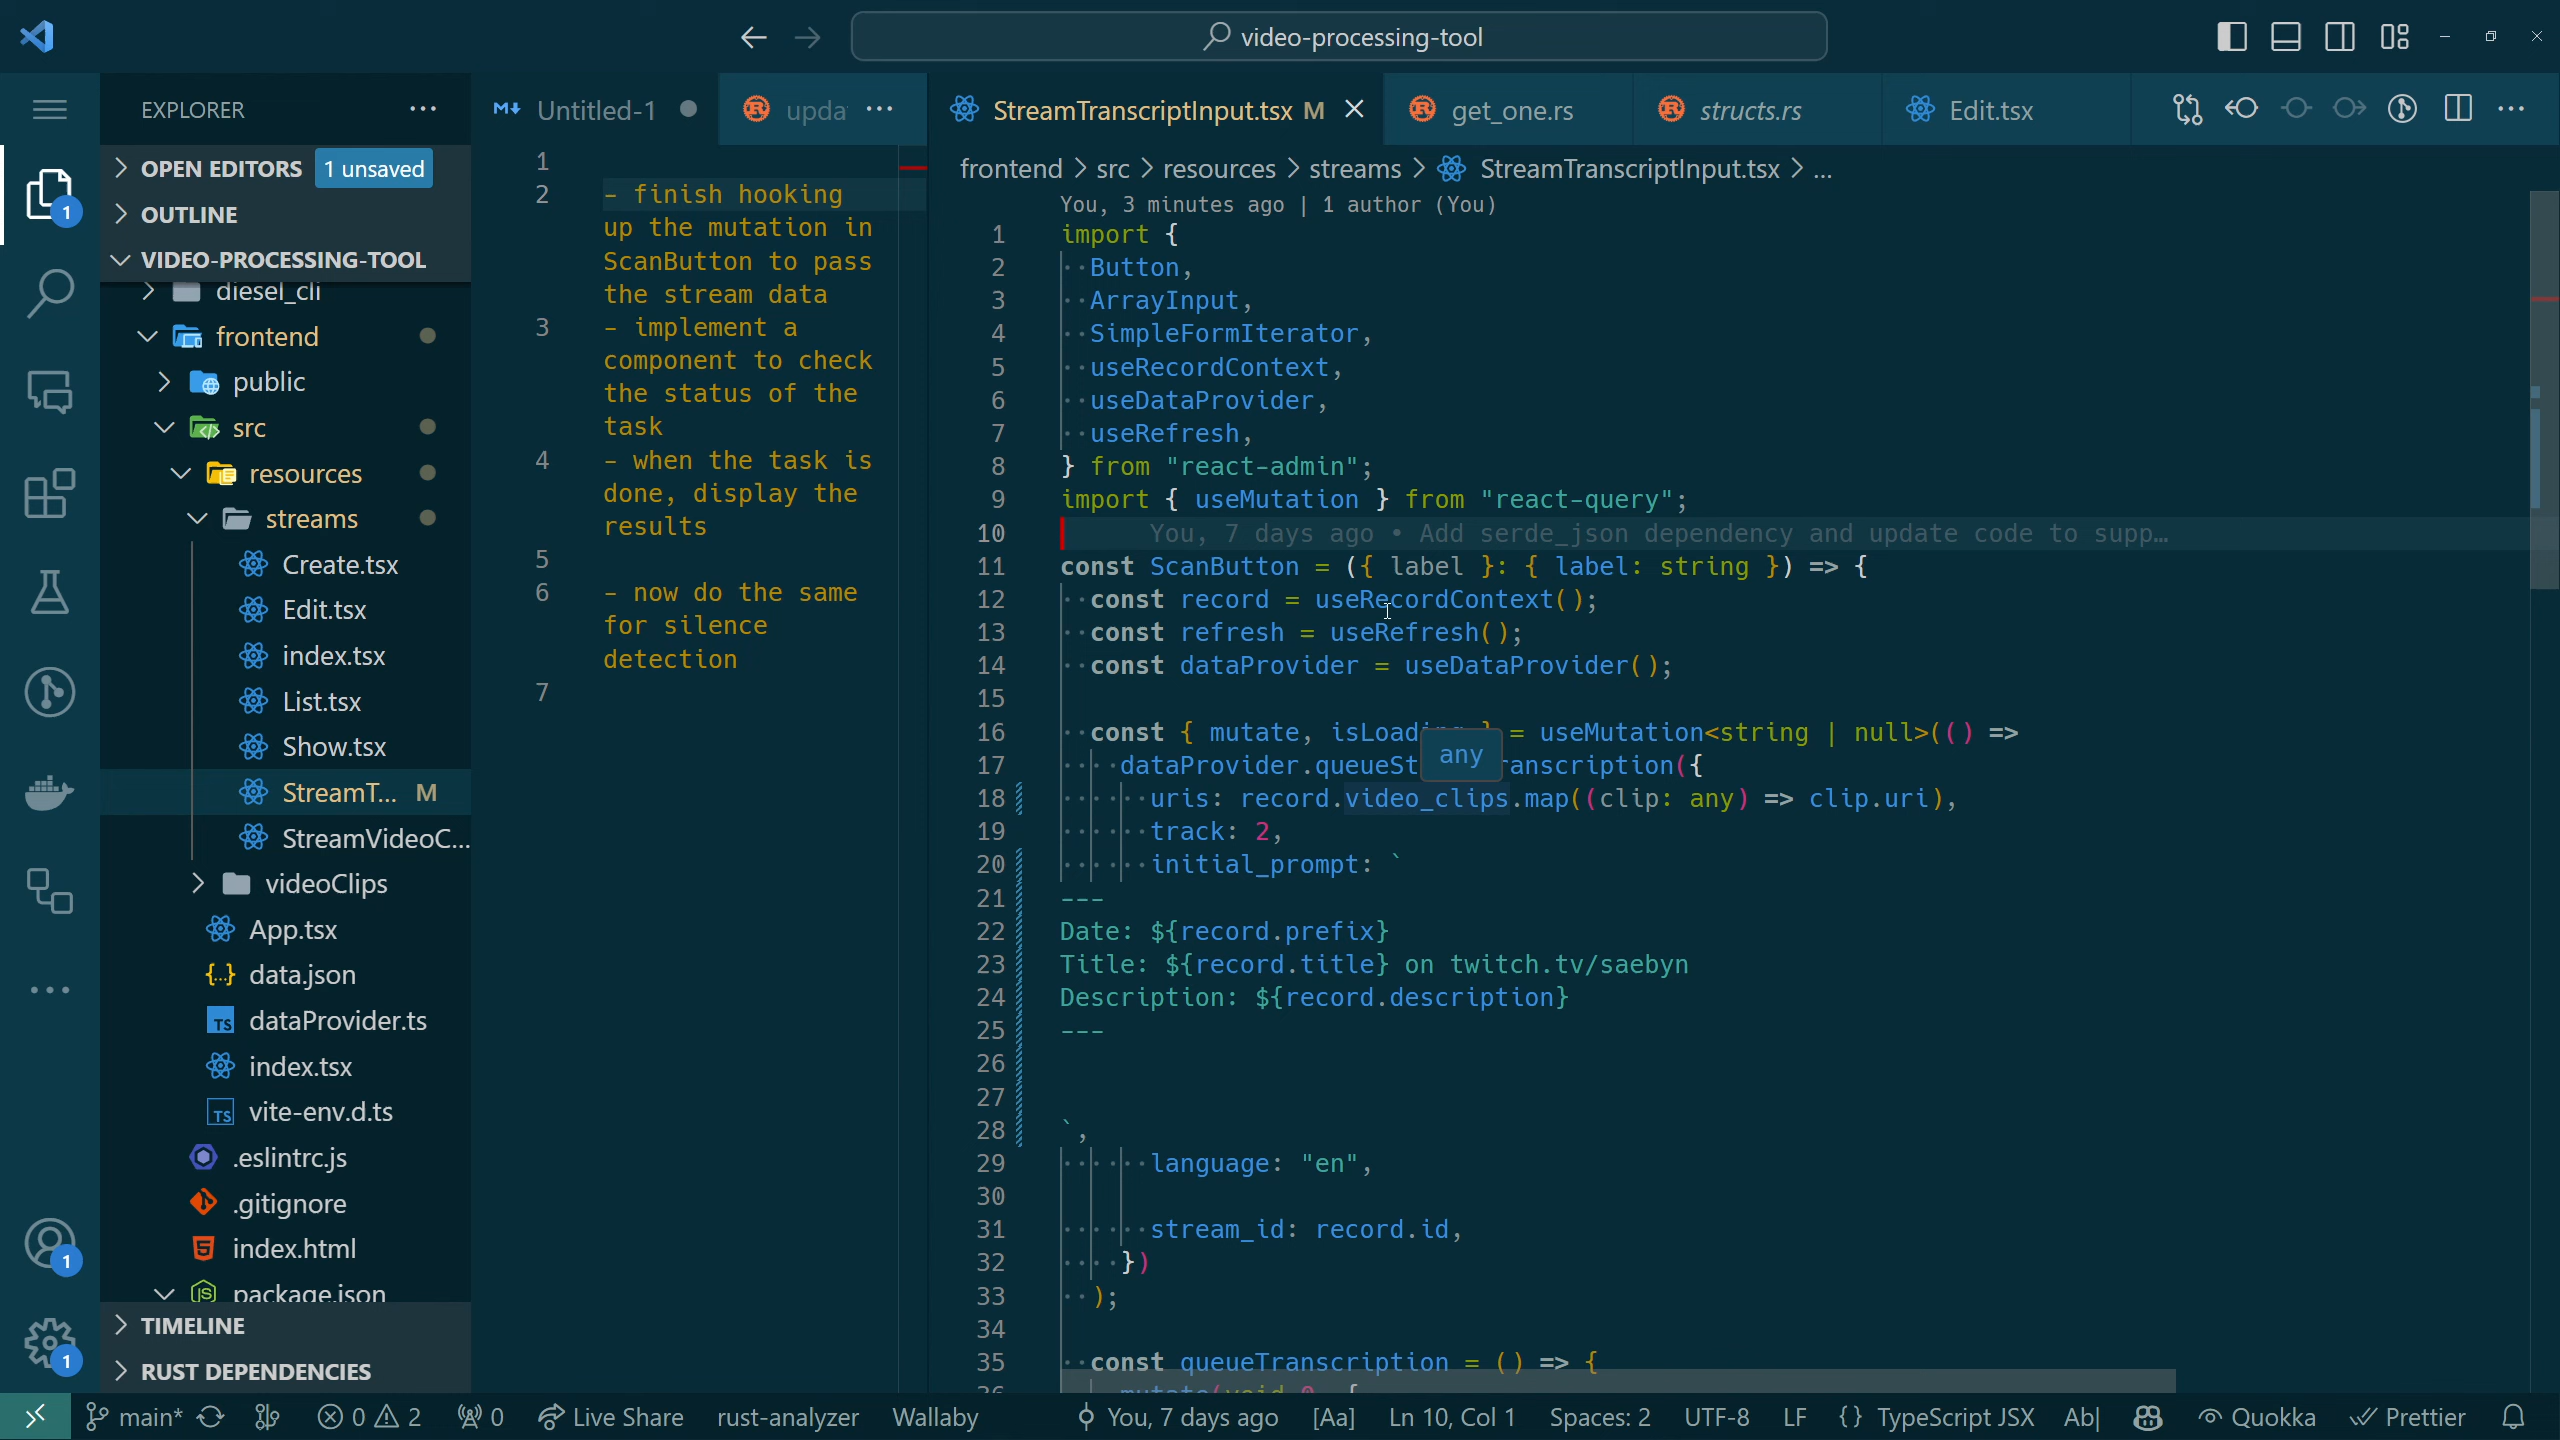 video-processing-tool
EXPLORER
OPEN EDITORS 1 unsaved
OUTLINE
VIDEO-PROCESSING-TOOL
diesel_cli
frontend
public
src
resources
streams
Create.tsx
Edit.tsx
index.tsx
List.tsx
Show.tsx
StreamT... M
StreamVideoC...
videoClips
App.tsx
data.json
dataProvider.ts
index.tsx
vite-env.d.ts
.eslintrc.js
.gitignore
index.html
package.json
TIMELINE
RUST DEPENDENCIES
1
1
1
Untitled-1
upda
1
2 - finish hooking
up the mutation in
ScanButton to pass
the stream data
3 - implement a
component to check
the status of the
task
4 - when the task is
done, display the
results
5
6 - now do the same
for silence
detection
7
StreamTranscriptInput.tsx M
get_one.rs
structs.rs
Edit.tsx
frontend > src > resources > streams > StreamTranscriptInput.tsx > ...
You, 3 minutes ago | 1 author (You)
1 import {
2 Button,
3 ArrayInput,
4 SimpleFormIterator,
5 useRecordContext,
6 useDataProvider,
7 useRefresh,
8 } from "react-admin";
9 import { useMutation } from "react-query";
10 You, 7 days ago • Add serde_json dependency and update code to supp…
11 const ScanButton = ({ label }: { label: string }) => {
12 const record = useRecordContext();
13 const refresh = useRefresh();
14 const dataProvider = useDataProvider();
15
16 const { mutate, isLoading } = useMutation<string | null>(() =>
any
17 dataProvider.queueSt anscription({
18 uris: record.video_clips.map((clip: any) => clip.uri),
19 track: 2,
20 initial_prompt: `
21 ---
22 Date: ${record.prefix}
23 Title: ${record.title} on twitch.tv/saebyn
24 Description: ${record.description}
25 ---
26
27
28 `,
29 language: "en",
30
31 stream_id: record.id,
32 })
33 );
34
35 const queueTranscription = () => {
main* 0 2 0 Live Share rust-analyzer Wallaby You, 7 days ago [Aa] Ln 10, Col 1 Spaces: 2 UTF-8 LF {} TypeScript JSX Ab| Quokka Prettier